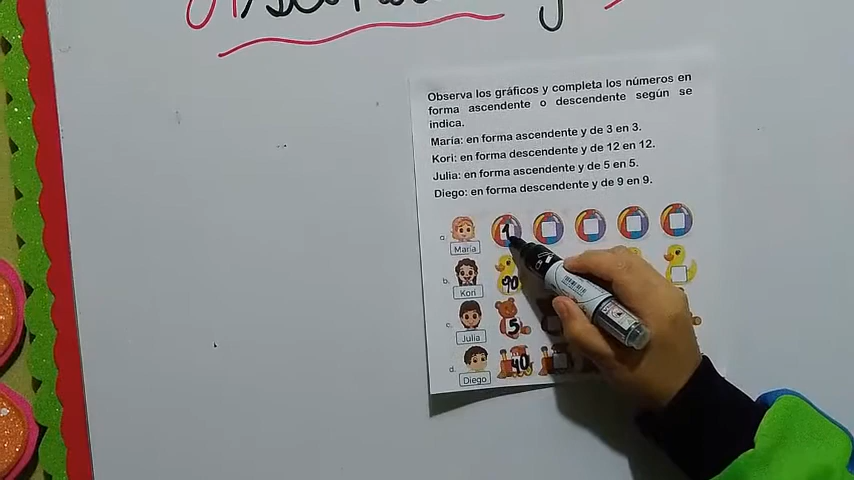 Observa los gráficos y completa los números en
forma ascendente o descendente según se
indica.
María: en forma ascendente y de 3 en 3.
Kori: en forma descendente y de 12 en 12.
Julia: en forma ascendente y de 5 en 5.
Diego: en forma descendente y de 9 en 9.
a.
María
b. 90
Kori
c. 5
Julia
d. 40
Diego